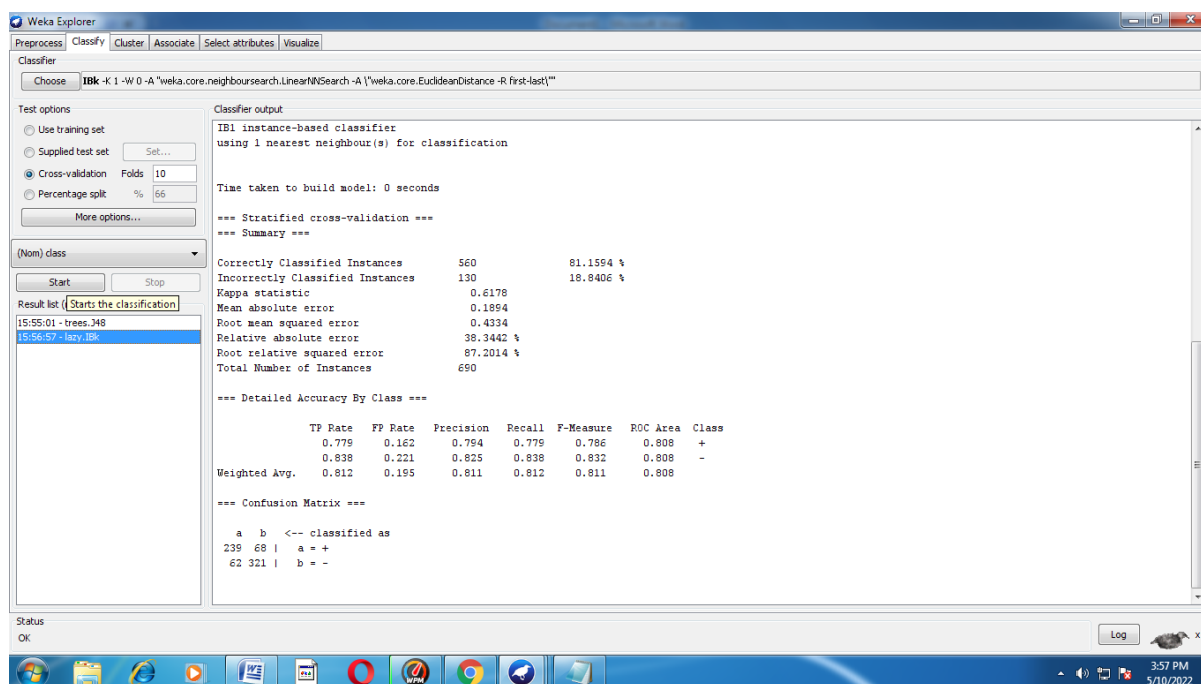 Weka Explorer
Preprocess Classify Cluster Associate Select attributes Visualize
Classifier
Choose IBk -K 1 -W 0 -A "weka.core.neighboursearch.LinearNNSearch -A \"weka.core.EuclideanDistance -R first-last\""
Test options
Use training set
Supplied test set Set...
Cross-validation Folds 10
Percentage split % 66
More options...
(Nom) class
Start Stop
Result list (
Starts the classification
15:55:01 - trees.J48
15:56:57 - lazy.IBk
Classifier output
IB1 instance-based classifier
using 1 nearest neighbour(s) for classification
Time taken to build model: 0 seconds
=== Stratified cross-validation ===
=== Summary ===
Correctly Classified Instances 560 81.1594 %
Incorrectly Classified Instances 130 18.8406 %
Kappa statistic 0.6178
Mean absolute error 0.1894
Root mean squared error 0.4334
Relative absolute error 38.3442 %
Root relative squared error 87.2014 %
Total Number of Instances 690
=== Detailed Accuracy By Class ===
TP Rate FP Rate Precision Recall F-Measure ROC Area Class
0.779 0.162 0.794 0.779 0.786 0.808 +
0.838 0.221 0.825 0.838 0.832 0.808 -
Weighted Avg. 0.812 0.195 0.811 0.812 0.811 0.808
=== Confusion Matrix ===
a b <-- classified as
239 68 | a = +
62 321 | b = -
Status
OK
Log
x 0
WPM
3:57 PM
5/10/2022